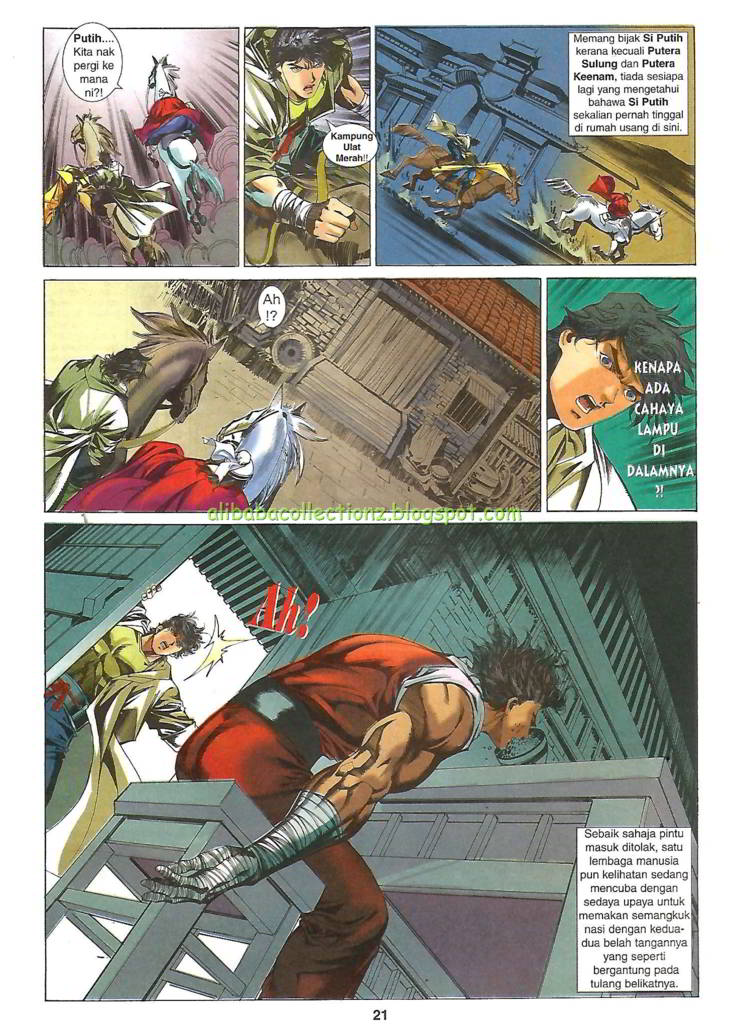 Putih....
Kita nak
pergi ke
mana
ni?!
Kampung
Ulat
Merah!!
Memang bijak Si Putih
kerana kecuali Putera
Sulung dan Putera
Keenam, tiada sesiapa
lagi yang mengetahui
bahawa Si Putih
sekalian pernah tinggal
di rumah usang di sini.
Ah
!?
KENAPA
ADA
CAHAYA
LAMPU
DI
DALAMNYA
?!
alibabacollectionz.blogspot.com
Ah!
Sebaik sahaja pintu
masuk ditolak, satu
lembaga manusia
pun kelihatan sedang
mencuba dengan
sedaya upaya untuk
memakan semangkuk
nasi dengan kedua-
dua belah tangannya
yang seperti
bergantung pada
tulang belikatnya.
21